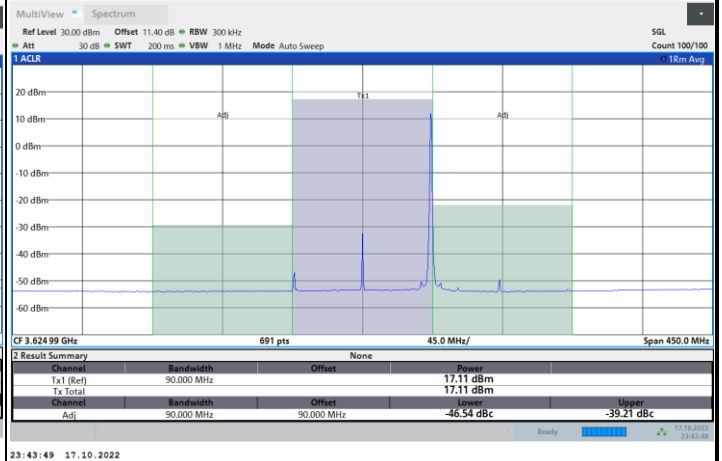 MultiView Spectrum
Ref Level 30.00 dBm Offset 11.40 dB RBW 300 kHz SGL
Att 30 dB SWT 200 ms VBW 1 MHz Mode Auto Sweep Count 100/100
1 ACLR 1Rm Avg
20 dBm
Tx1
10 dBm Adj Adj
0 dBm
-10 dBm
-20 dBm
-30 dBm
-40 dBm
-50 dBm
-60 dBm
CF 3.624 99 GHz 691 pts 45.0 MHz/ Span 450.0 MHz
2 Result Summary None
Channel Bandwidth Offset Power
Tx1 (Ref) 90.000 MHz 17.11 dBm
Tx Total 17.11 dBm
Channel Bandwidth Offset Lower Upper
Adj 90.000 MHz 90.000 MHz -46.54 dBc -39.21 dBc
Ready 17.10.2022
23:43:48
23:43:49 17.10.2022